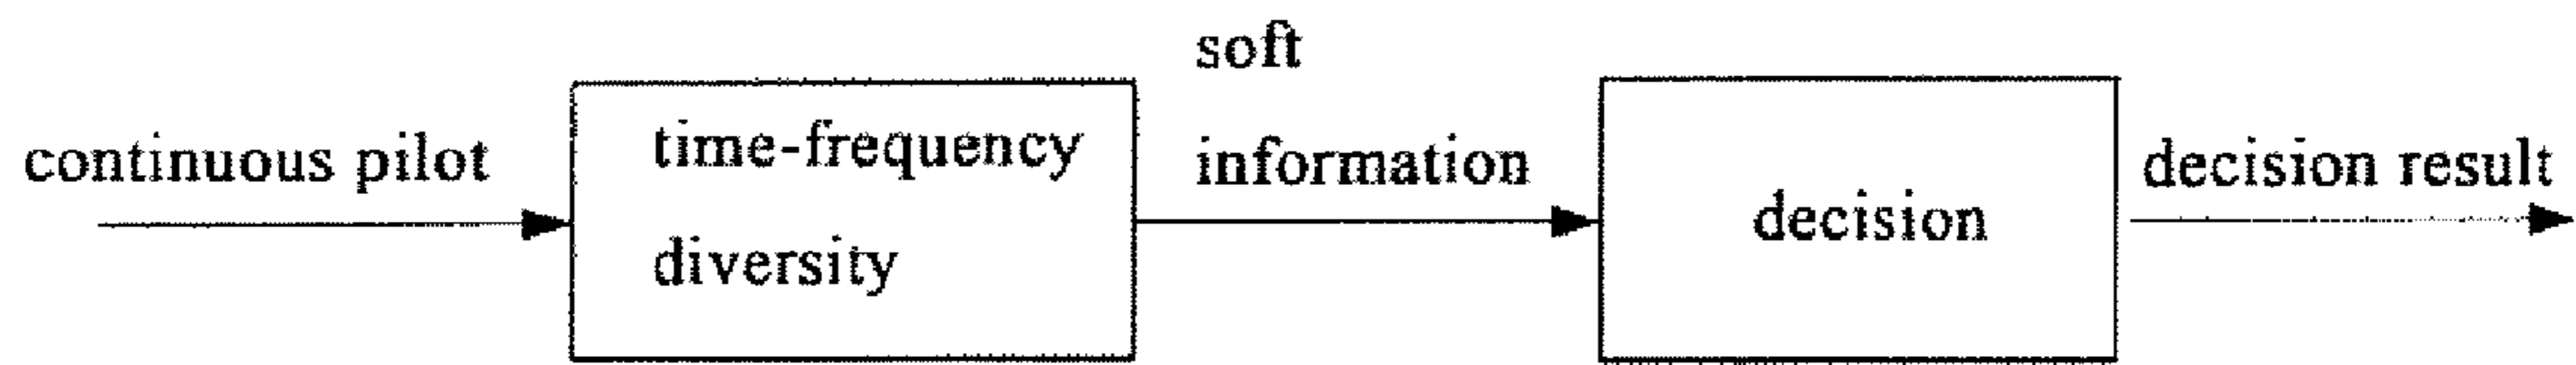 continuous pilot
time-frequency
diversity
soft
information
decision
decision result